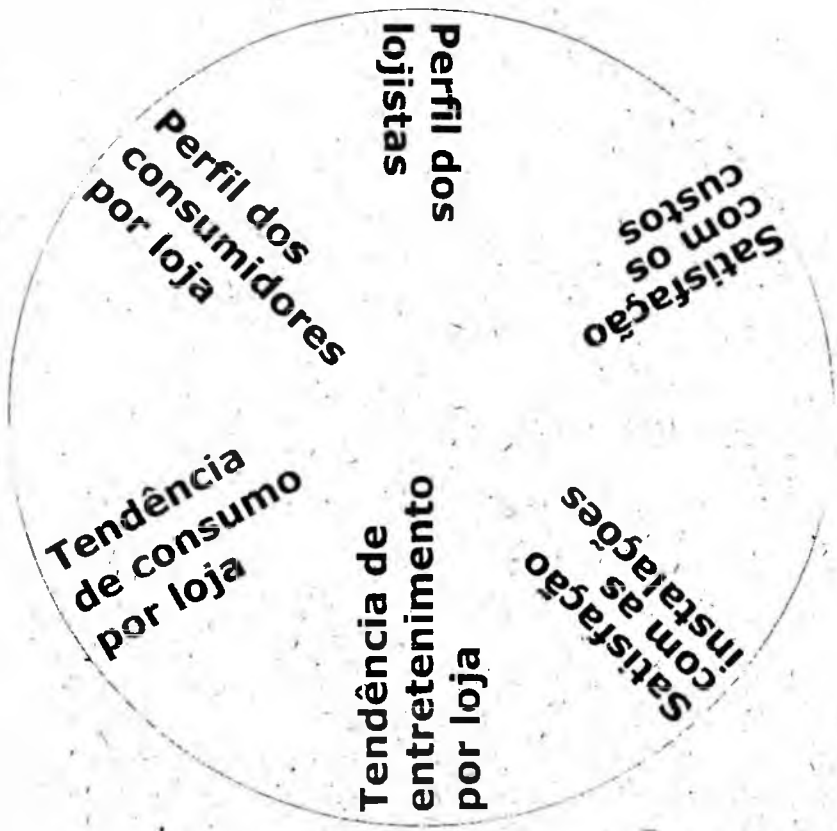 Perfil dos
lojistas
Satisfação
com os
custos
Satisfação
com as
instalações
Tendência de
entretenimento
por loja
Tendência
de consumo
por loja
Perfil dos
consumidores
por loja